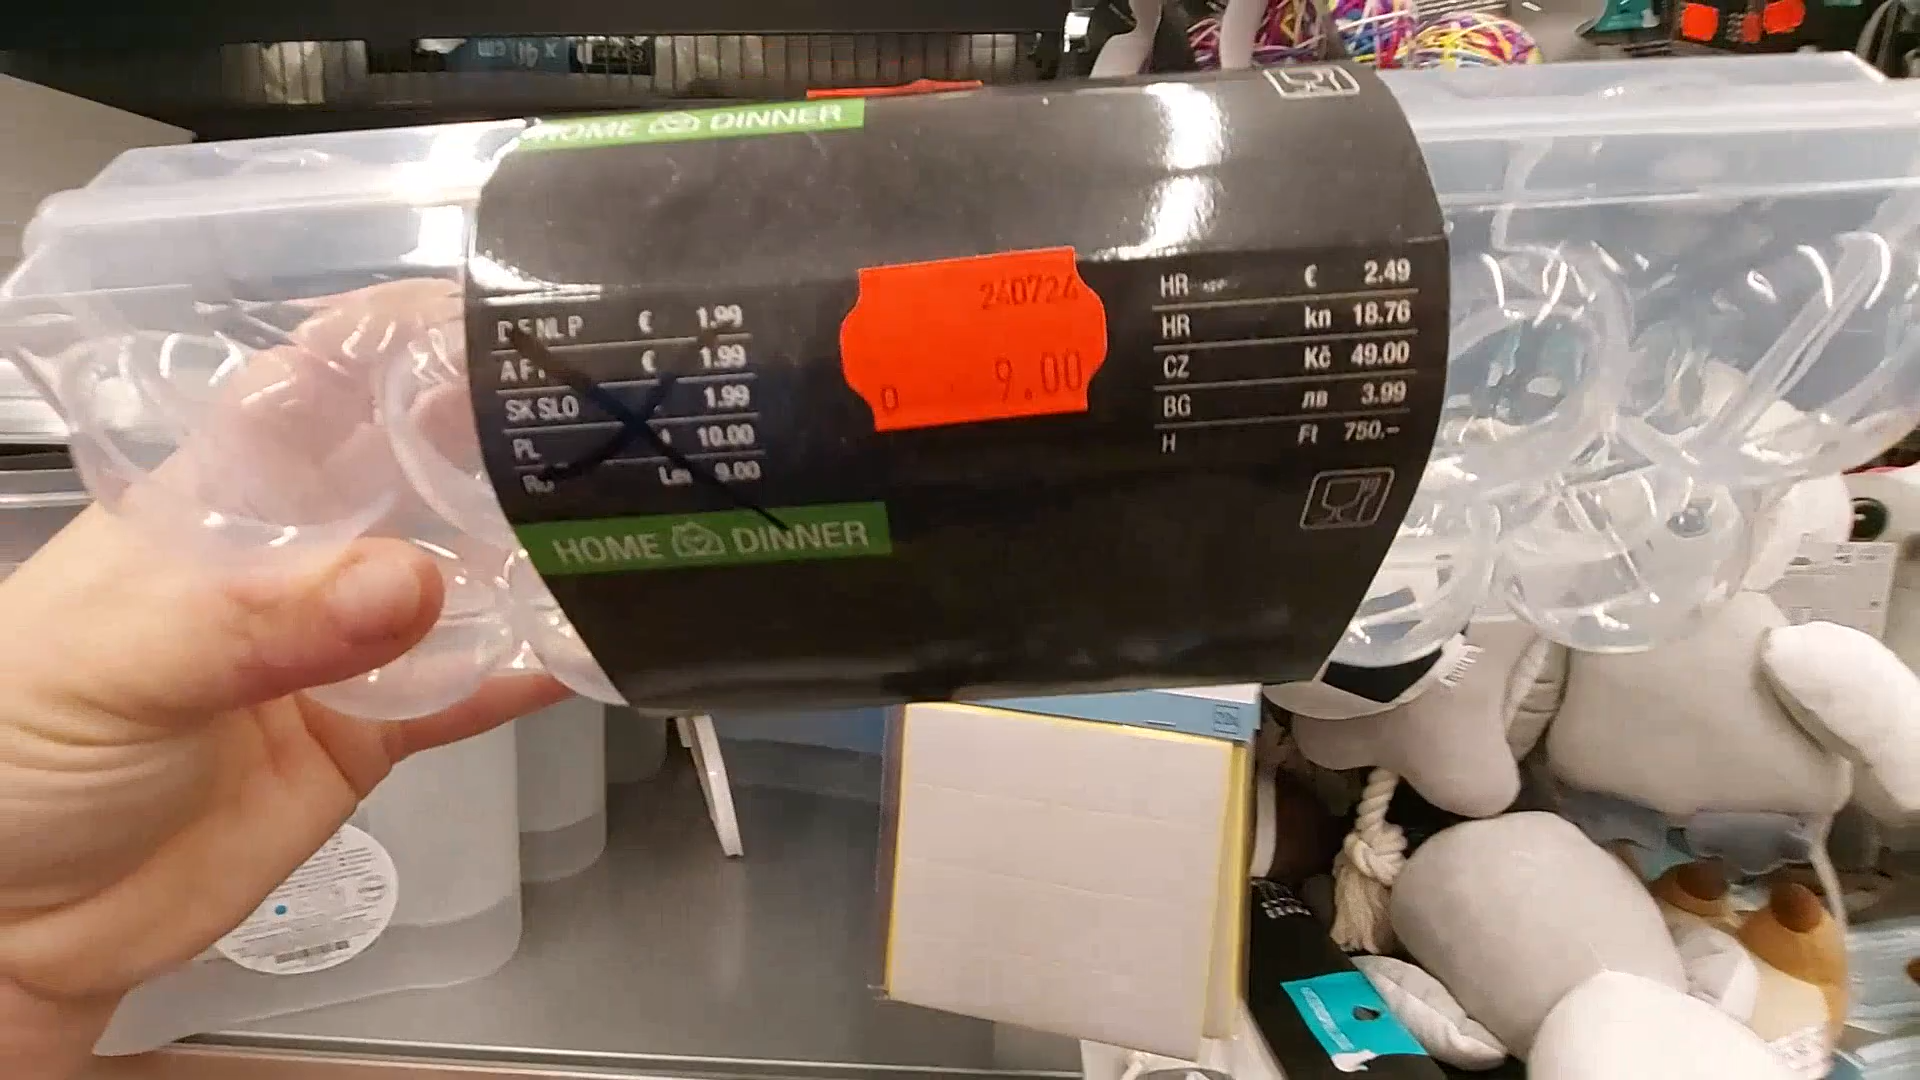 HOME DINNER
D F NL P € 1.99
€ 1.99
SK SLO 1.99
PL 10.00
Lei 9.00
240724
0 9.00
HR € 2.49
HR kn 18.76
CZ Kč 49.00
BG лв 3.99
H Ft 750.-
HOME DINNER